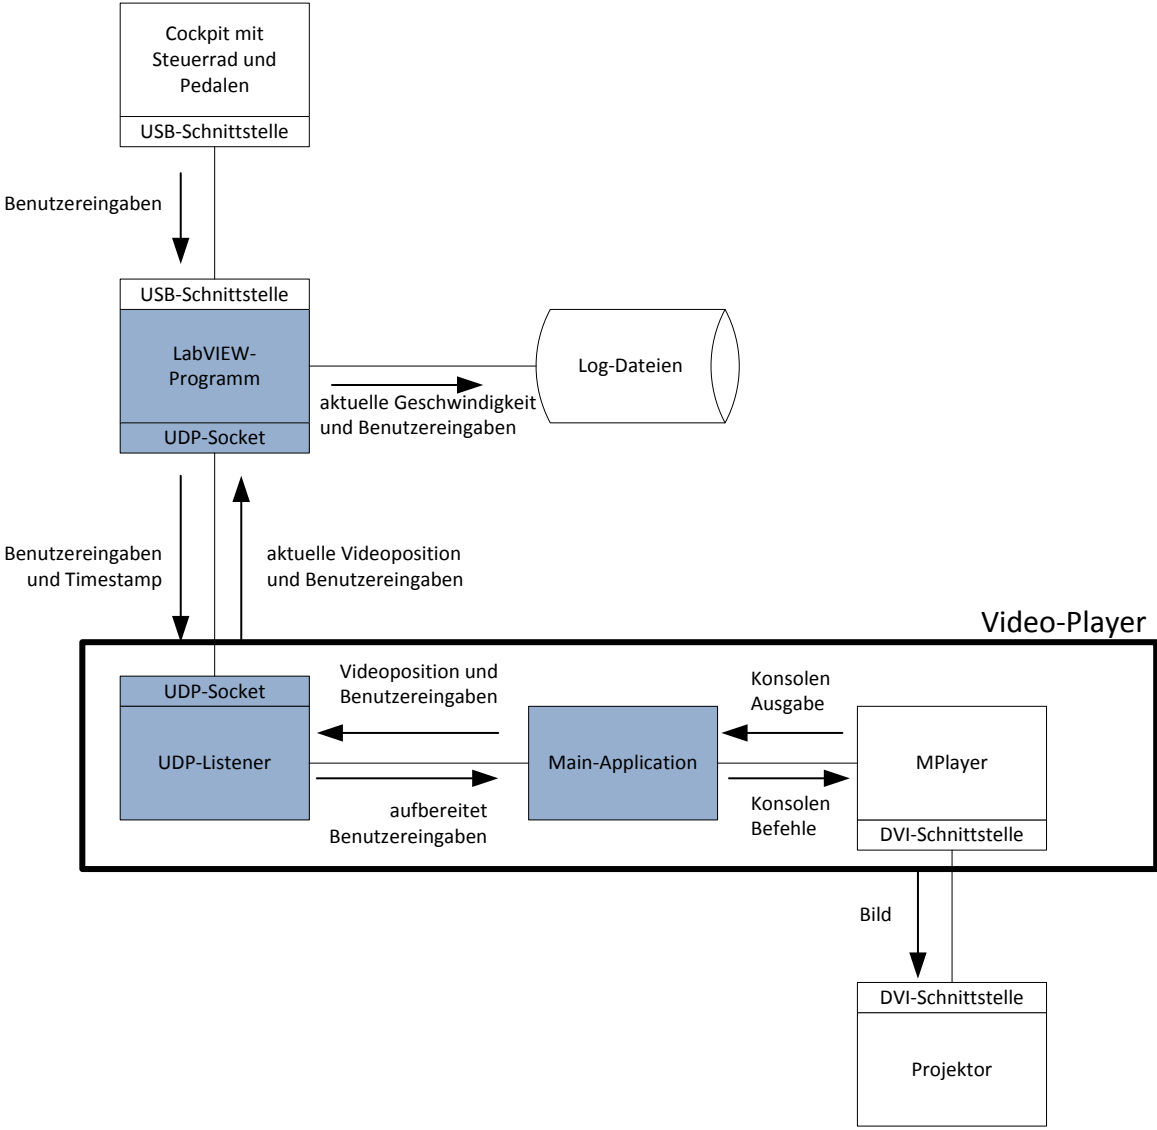 Cockpit mit
Steuerrad und
Pedalen
USB-Schnittstelle
Benutzereingaben
USB-Schnittstelle
LabVIEW-
Programm
UDP-Socket
aktuelle Geschwindigkeit
und Benutzereingaben
Log-Dateien
Benutzereingaben
und Timestamp
aktuelle Videoposition
und Benutzereingaben
Video-Player
UDP-Socket
UDP-Listener
Videoposition und
Benutzereingaben
aufbereitet
Benutzereingaben
Main-Application
Konsolen
Ausgabe
Konsolen
Befehle
MPlayer
DVI-Schnittstelle
Bild
DVI-Schnittstelle
Projektor